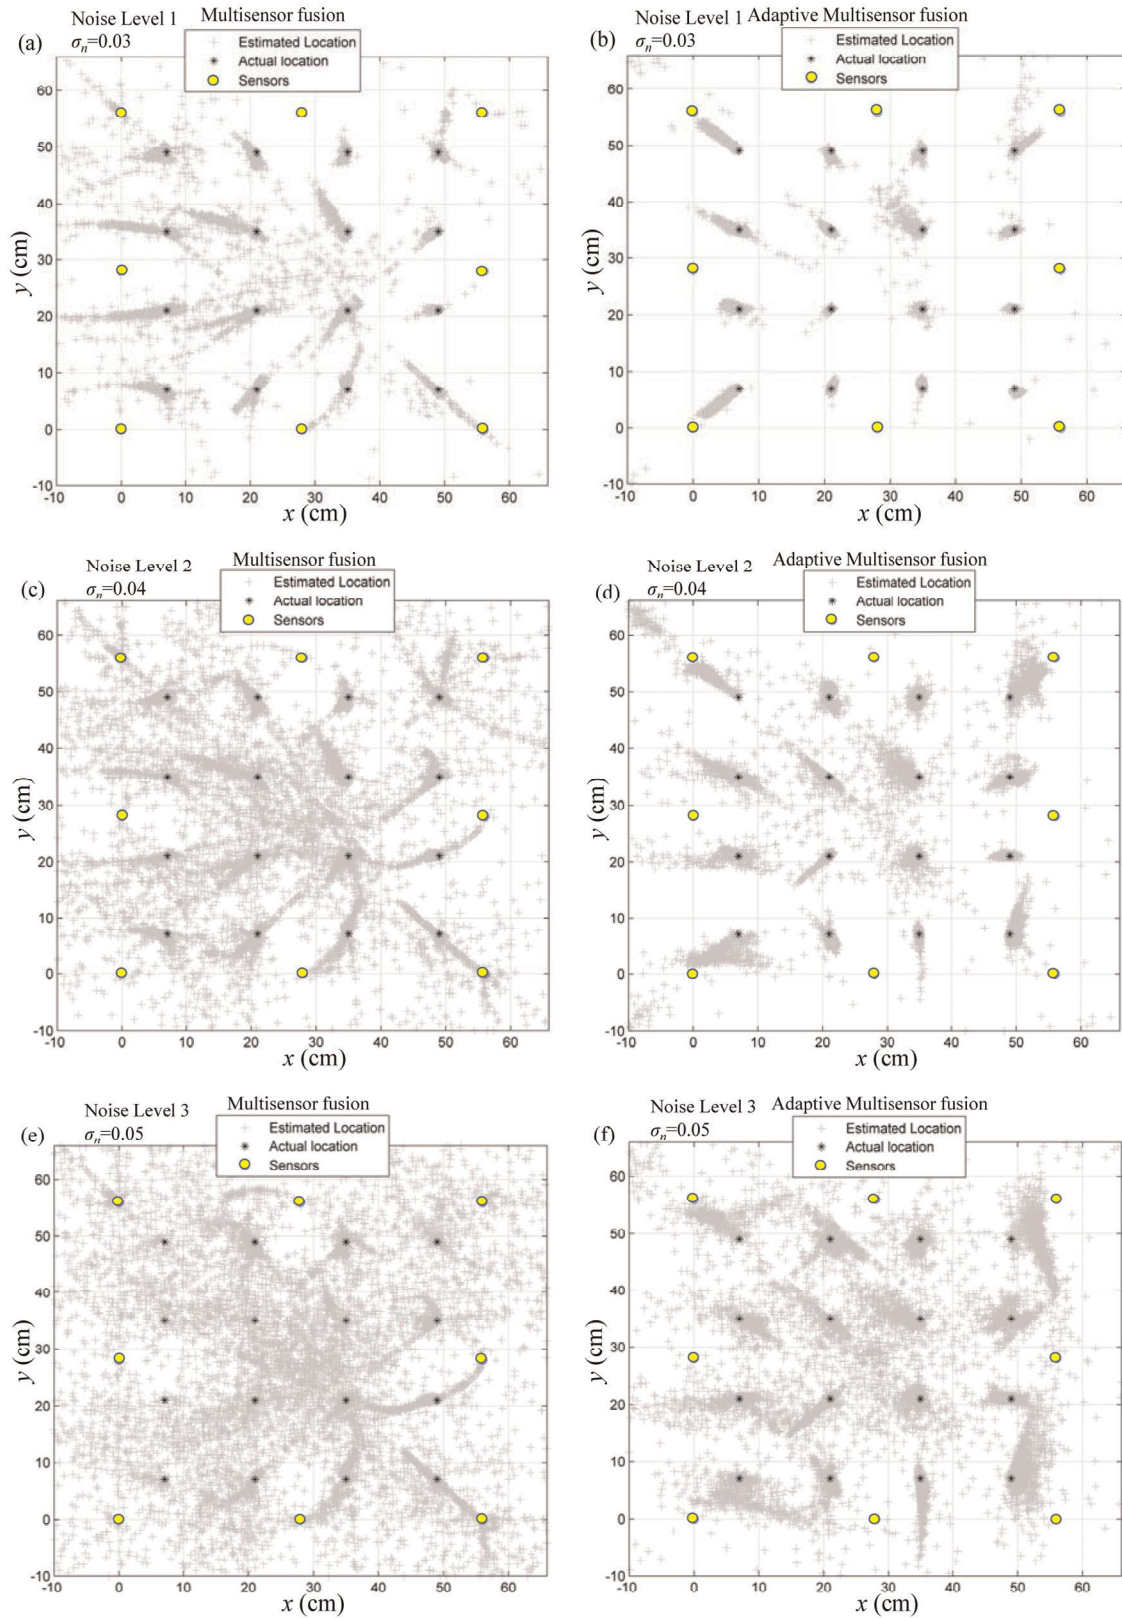 Noise Level 1 Multisensor fusion
(a) σn=0.03
Estimated Location
Actual location
Sensors
60
50
40
30
20
10
0
-10
y (cm)
-10 0 10 20 30 40 50 60
x (cm)
Noise Level 1 Adaptive Multisensor fusion
(b) σn=0.03
Estimated Location
Actual location
Sensors
60
50
40
30
20
10
0
-10
y (cm)
-10 0 10 20 30 40 50 60
x (cm)
Noise Level 2 Multisensor fusion
(c) σn=0.04
Estimated Location
Actual location
Sensors
60
50
40
30
20
10
0
-10
y (cm)
-10 0 10 20 30 40 50 60
x (cm)
Noise Level 2 Adaptive Multisensor fusion
(d) σn=0.04
Estimated Location
Actual location
Sensors
60
50
40
30
20
10
0
-10
y (cm)
-10 0 10 20 30 40 50 60
x (cm)
Noise Level 3 Multisensor fusion
(e) σn=0.05
Estimated Location
Actual location
Sensors
60
50
40
30
20
10
0
-10
y (cm)
-10 0 10 20 30 40 50 60
x (cm)
Noise Level 3 Adaptive Multisensor fusion
(f) σn=0.05
Estimated Location
Actual location
Sensors
60
50
40
30
20
10
0
-10
y (cm)
-10 0 10 20 30 40 50 60
x (cm)